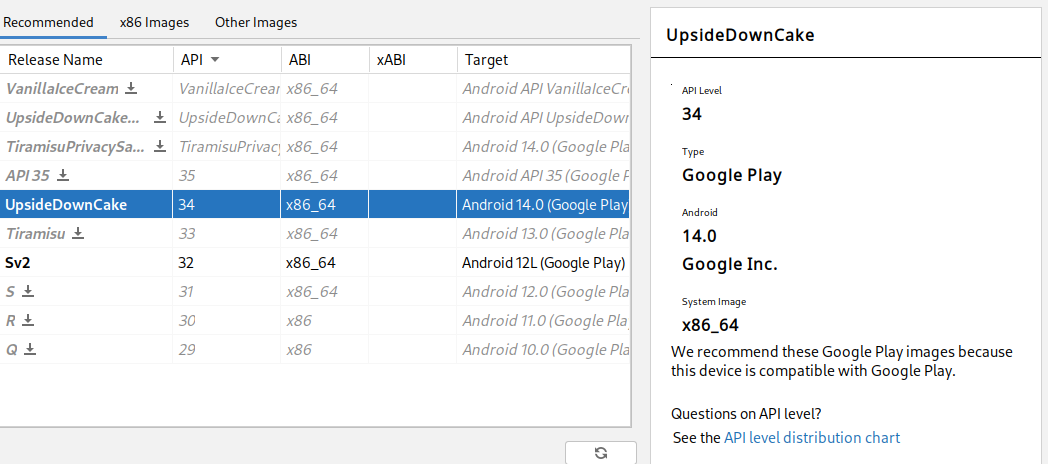 Recommended x86 Images Other Images
Release Name API ABI xABI Target
VanillaIceCream VanillaIceCrear x86_64 Android API VanillaIceCr
UpsideDownCake... UpsideDownCa x86_64 Android API UpsideDown
TiramisuPrivacySa... TiramisuPrivacy x86_64 Android 14.0 (Google Pla
API 35 35 x86_64 Android API 35 (Google P
UpsideDownCake 34 x86_64 Android 14.0 (Google Play
Tiramisu 33 x86_64 Android 13.0 (Google Pla
Sv2 32 x86_64 Android 12L (Google Play)
S 31 x86_64 Android 12.0 (Google Pla
R 30 x86 Android 11.0 (Google Play
Q 29 x86 Android 10.0 (Google Pla
UpsideDownCake
API Level
34
Type
Google Play
Android
14.0
Google Inc.
System Image
x86_64
We recommend these Google Play images because
this device is compatible with Google Play.
Questions on API level?
See the API level distribution chart